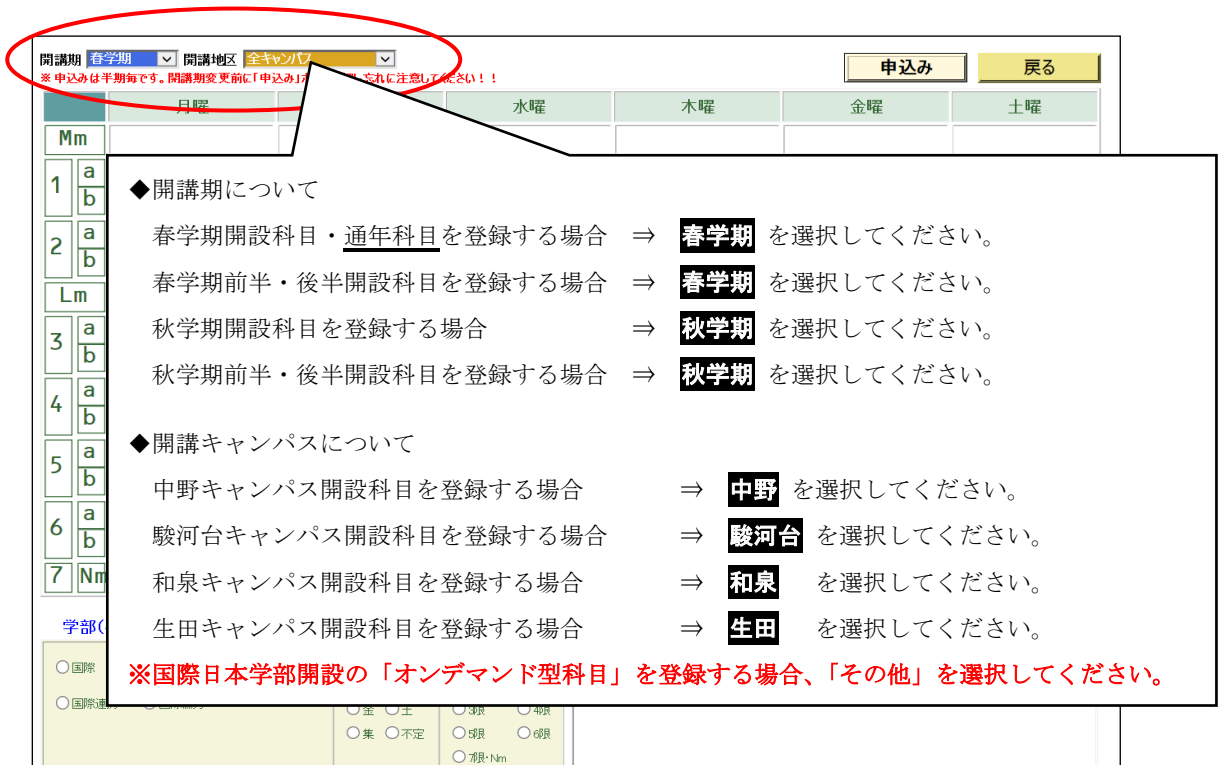 開講期 春学期 開講地区 全キャンパス
※ 申込みは半期毎です。開講期変更前に「申込み」 忘れに注意してください！！
申込み 戻る
月曜 水曜 木曜 金曜 土曜
Mm
1 a
b
2 a
b
Lm
3 a
b
4 a
b
5 a
b
6 a
b
7 Nm
◆開講期について
春学期開設科目・通年科目を登録する場合 ⇒ 春学期 を選択してください。
春学期前半・後半開設科目を登録する場合 ⇒ 春学期 を選択してください。
秋学期開設科目を登録する場合 ⇒ 秋学期 を選択してください。
秋学期前半・後半開設科目を登録する場合 ⇒ 秋学期 を選択してください。
◆開講キャンパスについて
中野キャンパス開設科目を登録する場合 ⇒ 中野 を選択してください。
駿河台キャンパス開設科目を登録する場合 ⇒ 駿河台 を選択してください。
和泉キャンパス開設科目を登録する場合 ⇒ 和泉 を選択してください。
生田キャンパス開設科目を登録する場合 ⇒ 生田 を選択してください。
※国際日本学部開設の「オンデマンド型科目」を登録する場合、「その他」を選択してください。
学部(
国際
国際連
金 土 3限 4限
集 不定 5限 6限
7限・Nm